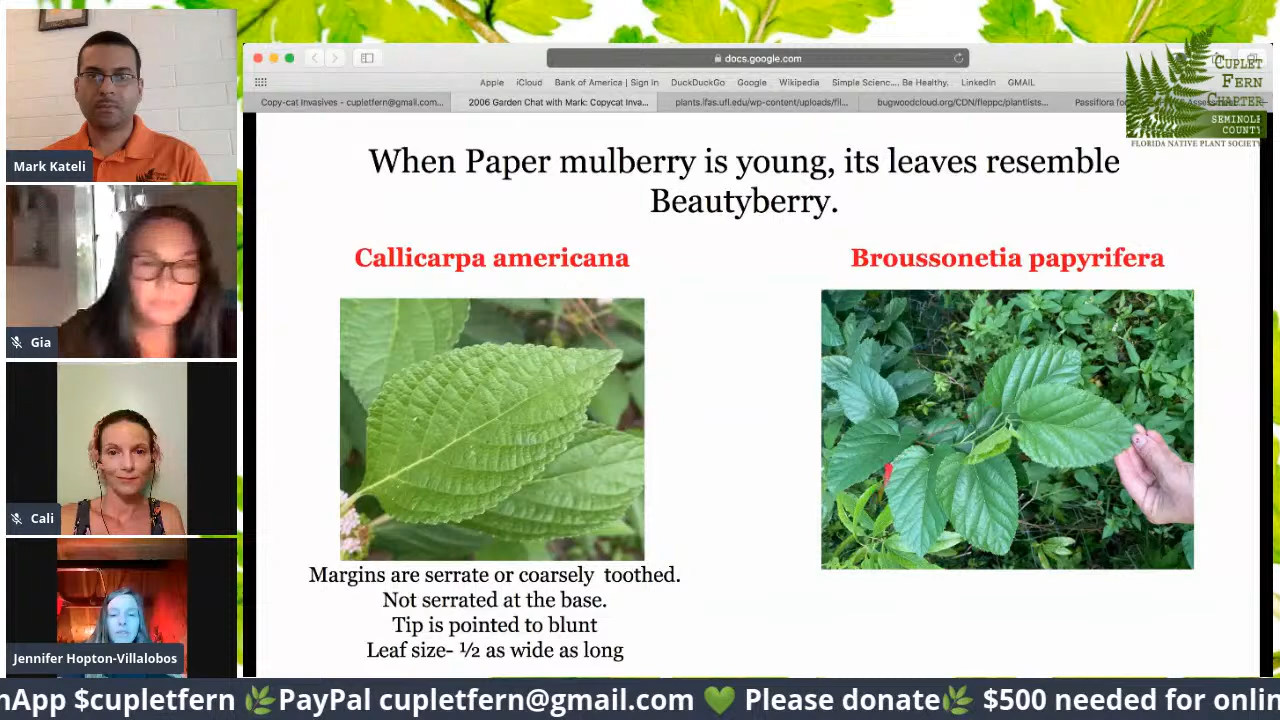 Mark Kateli
Gia
Cali
Jennifer Hopton-Villalobos
docs.google.com
Apple iCloud Bank of America | Sign in DuckDuckGo Google Wikipedia Simple Scienc... Be Healthy. LinkedIn GMAIL
Copy-cat Invasives - cupletfern@gmail.com... 2006 Garden Chat with Mark: Copycat Inva... plants.ifas.ufl.edu/wp-content/uploads/fil... bugwoodcloud.org/CDN/fleppc/plantlists... Passiflora
CUPLET
FERN
CHAPTER
SEMINOLE
COUNTY
FLORIDA NATIVE PLANT SOCIETY
When Paper mulberry is young, its leaves resemble
Beautyberry.
Callicarpa americana
Broussonetia papyrifera
Margins are serrate or coarsely toothed.
Not serrated at the base.
Tip is pointed to blunt
Leaf size- ½ as wide as long
App $cupletfern 🌿PayPal cupletfern@gmail.com 💚 Please donate🌿 $500 needed for onlin